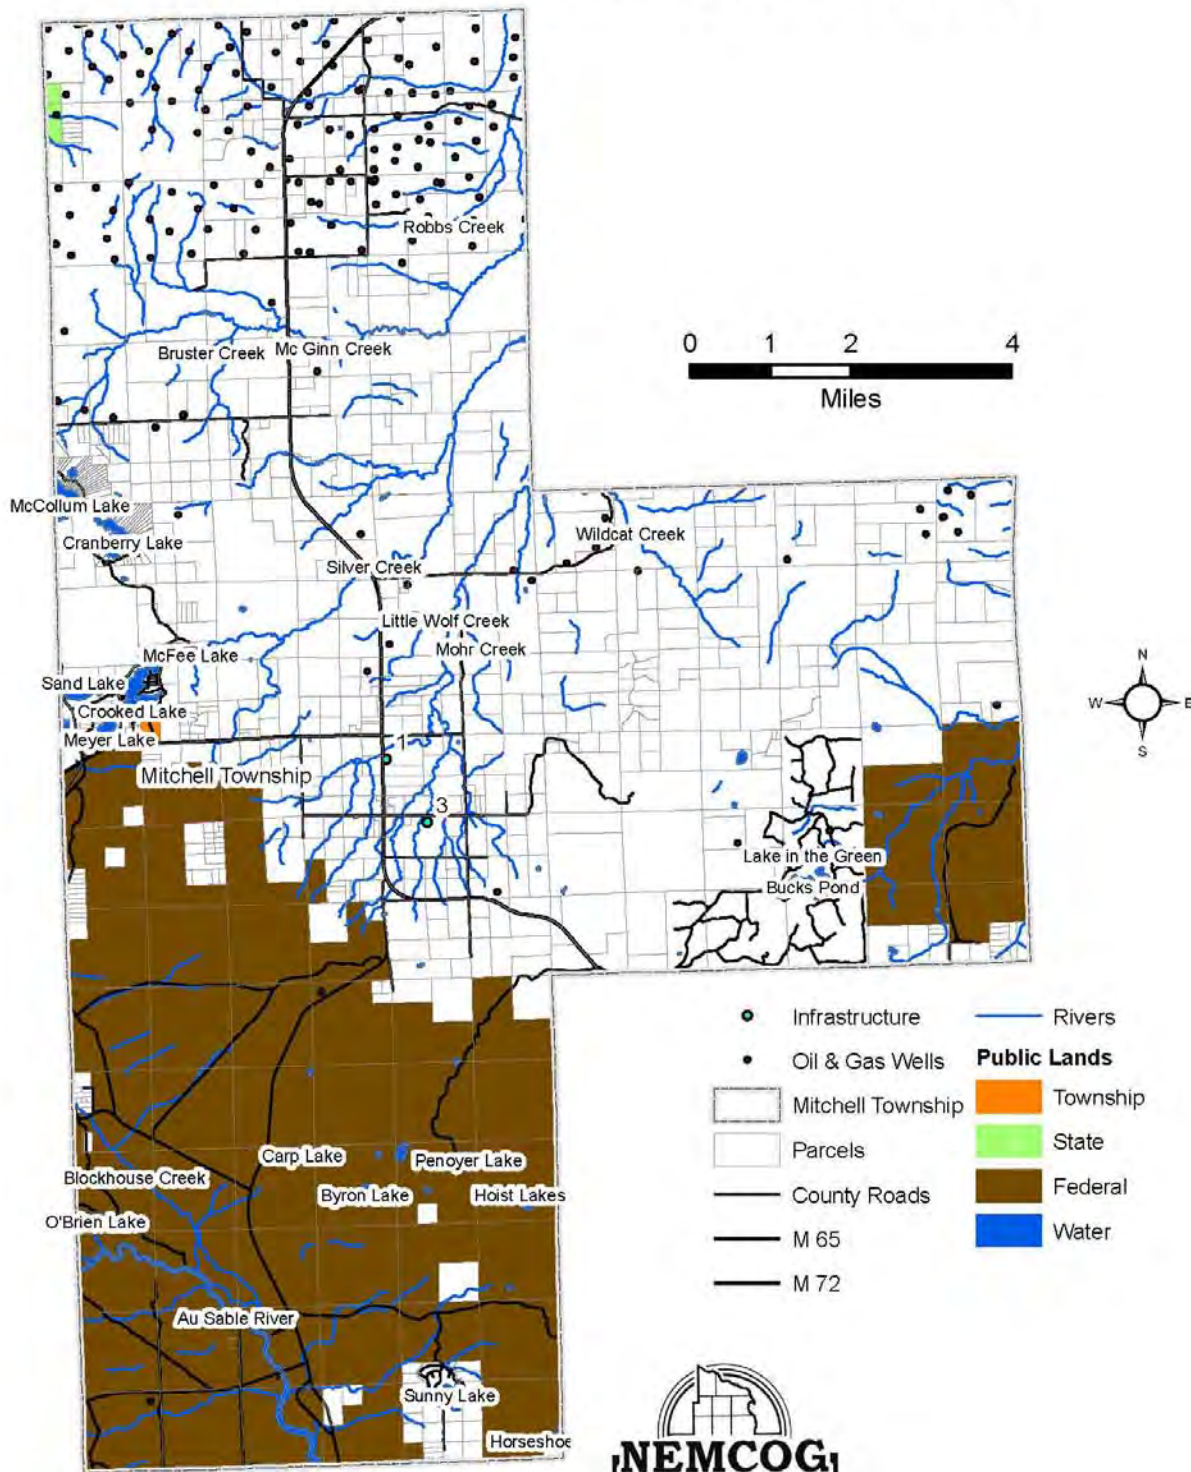 Robbs Creek
Bruster Creek
Mc Ginn Creek
0 1 2 4
Miles
McCollum Lake
Cranberry Lake
Wildcat Creek
Silver Creek
Little Wolf Creek
Mohr Creek
McFee Lake
Sand Lake
Crooked Lake
Meyer Lake
N
W E
S
1
Mitchell Township
3
Lake in the Green
Bucks Pond
Infrastructure
Oil & Gas Wells
Mitchell Township
Parcels
County Roads
M 65
M 72
Rivers
Public Lands
Township
State
Federal
Water
Carp Lake
Penoyer Lake
Blockhouse Creek
Byron Lake
Hoist Lakes
O'Brien Lake
Au Sable River
Sunny Lake
Horseshoe
NEMCOG